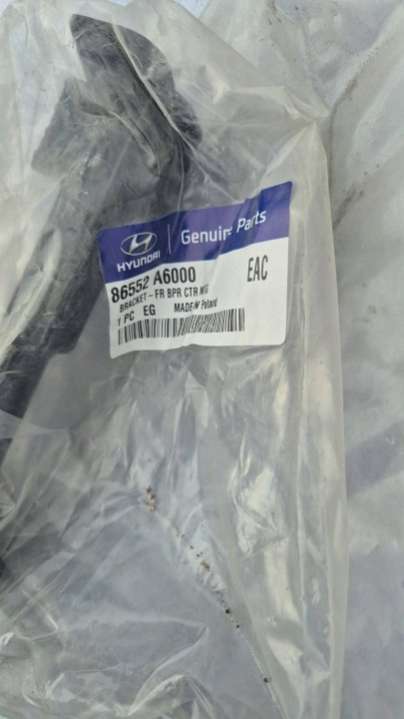 HYUNDAI
Genuine Parts
86552 A6000
EAC
BRACKET-FR BPR CTR MTG
1 PC EG MADE IN Poland